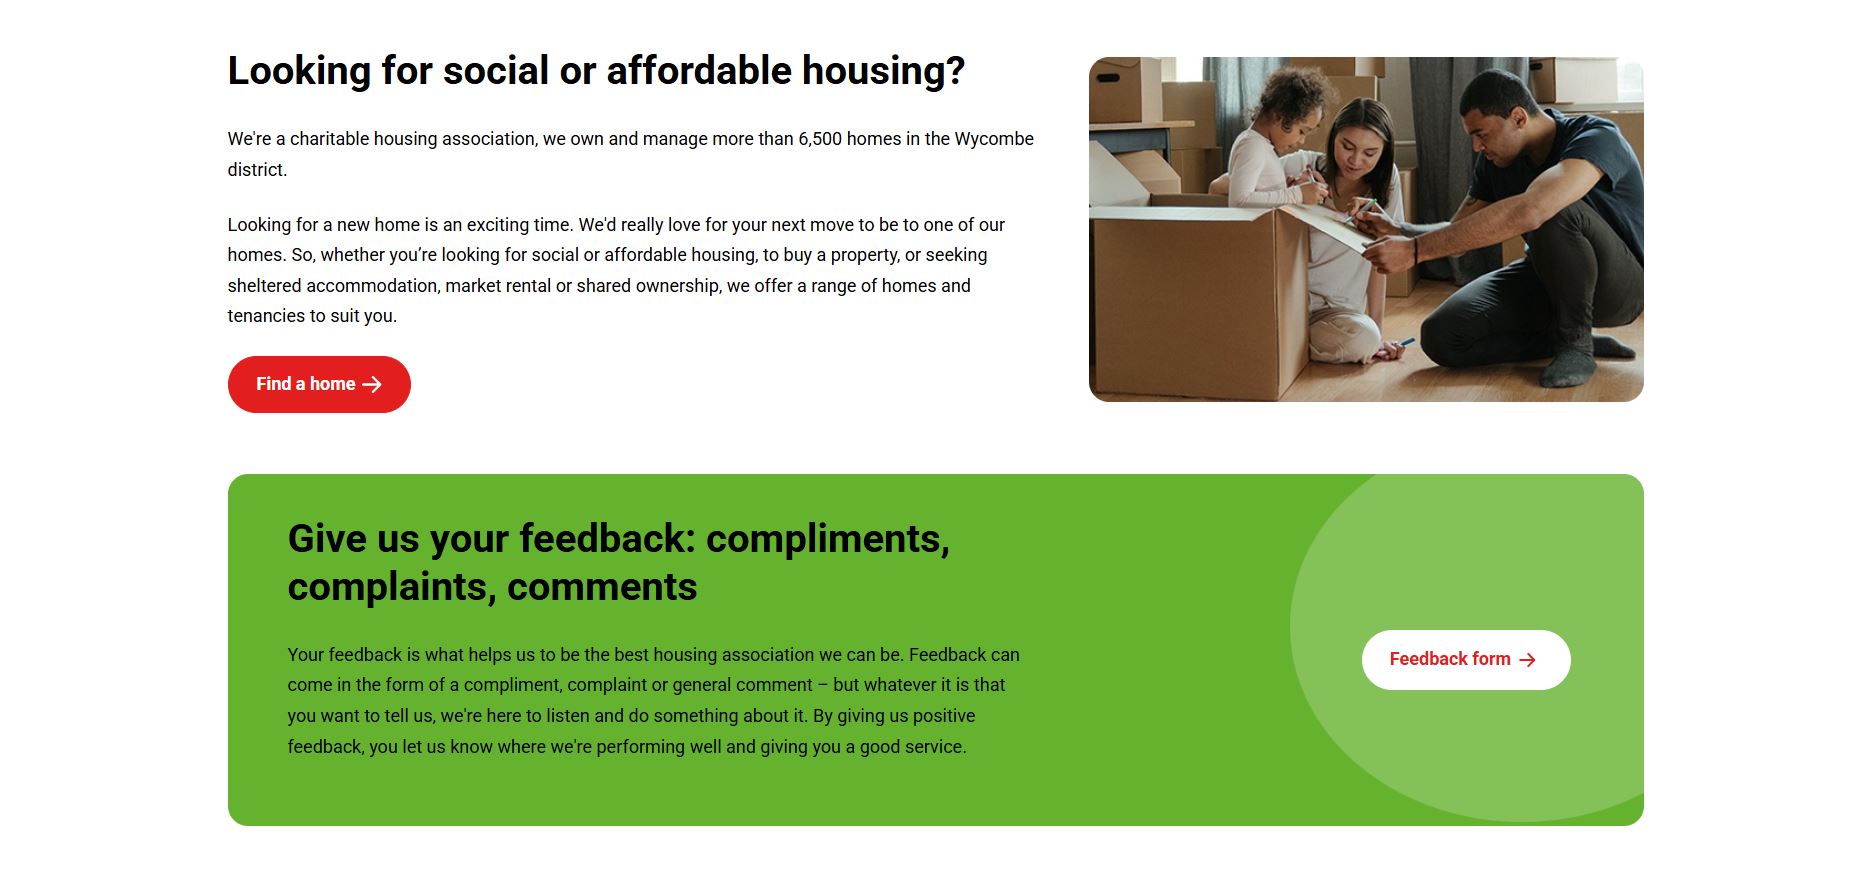 Looking for social or affordable housing?
We're a charitable housing association, we own and manage more than 6,500 homes in the Wycombe
district.
Looking for a new home is an exciting time. We'd really love for your next move to be to one of our
homes. So, whether you’re looking for social or affordable housing, to buy a property, or seeking
sheltered accommodation, market rental or shared ownership, we offer a range of homes and
tenancies to suit you.
Find a home
Give us your feedback: compliments,
complaints, comments
Your feedback is what helps us to be the best housing association we can be. Feedback can
come in the form of a compliment, complaint or general comment – but whatever it is that
you want to tell us, we're here to listen and do something about it. By giving us positive
feedback, you let us know where we're performing well and giving you a good service.
Feedback form